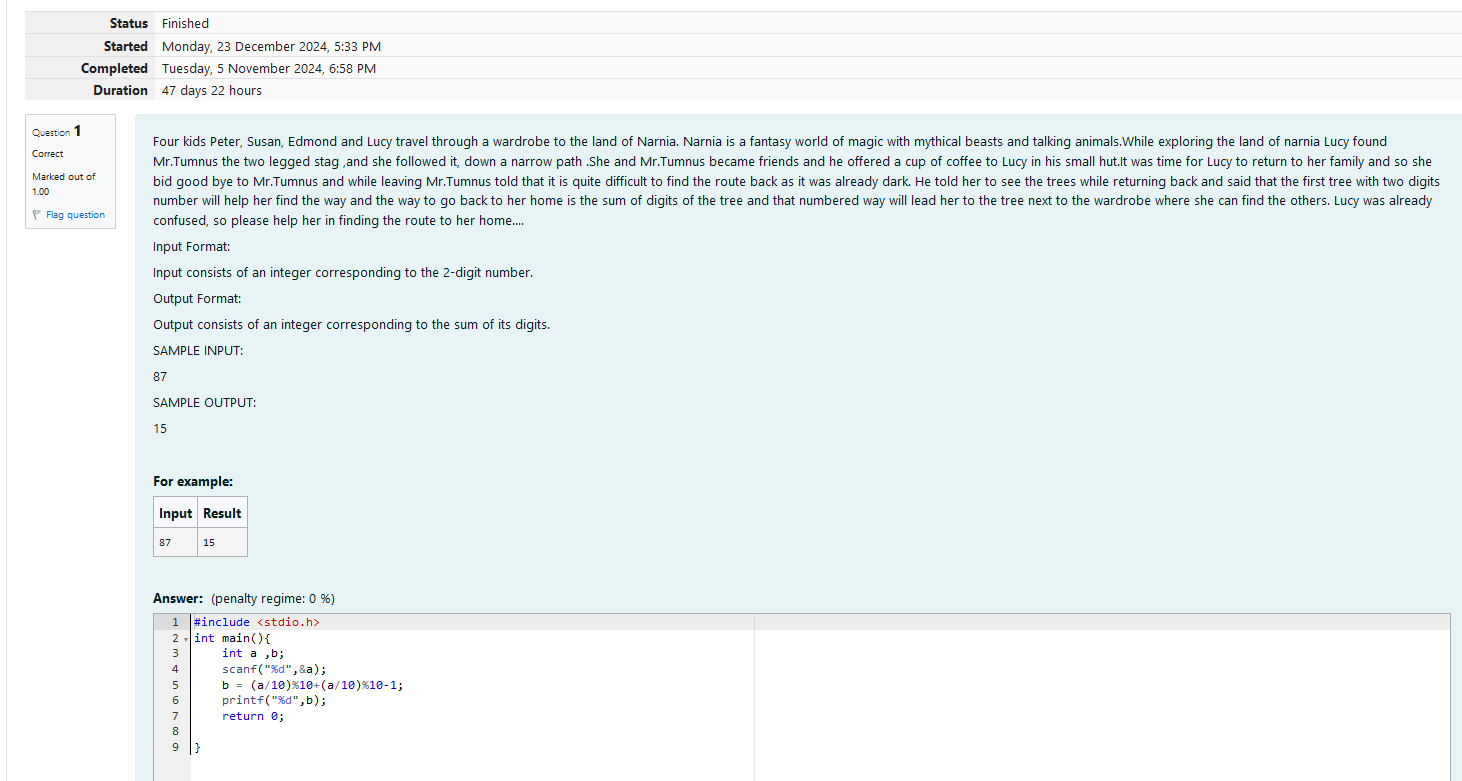 Status Finished
Started Monday, 23 December 2024, 5:33 PM
Completed Tuesday, 5 November 2024, 6:58 PM
Duration 47 days 22 hours
Question 1
Correct
Marked out of
1.00
Flag question
Four kids Peter, Susan, Edmond and Lucy travel through a wardrobe to the land of Narnia. Narnia is a fantasy world of magic with mythical beasts and talking animals.While exploring the land of narnia Lucy found
Mr.Tumnus the two legged stag ,and she followed it, down a narrow path .She and Mr.Tumnus became friends and he offered a cup of coffee to Lucy in his small hut.It was time for Lucy to return to her family and so she
bid good bye to Mr.Tumnus and while leaving Mr.Tumnus told that it is quite difficult to find the route back as it was already dark. He told her to see the trees while returning back and said that the first tree with two digits
number will help her find the way and the way to go back to her home is the sum of digits of the tree and that numbered way will lead her to the tree next to the wardrobe where she can find the others. Lucy was already
confused, so please help her in finding the route to her home....
Input Format:
Input consists of an integer corresponding to the 2-digit number.
Output Format:
Output consists of an integer corresponding to the sum of its digits.
SAMPLE INPUT:
87
SAMPLE OUTPUT:
15
For example:
Input Result
87 15
Answer: (penalty regime: 0 %)
1 #include <stdio.h>
2 int main(){
3 int a ,b;
4 scanf("%d",&a);
5 b = (a/10)%10+(a/10)%10-1;
6 printf("%d",b);
7 return 0;
8
9 }